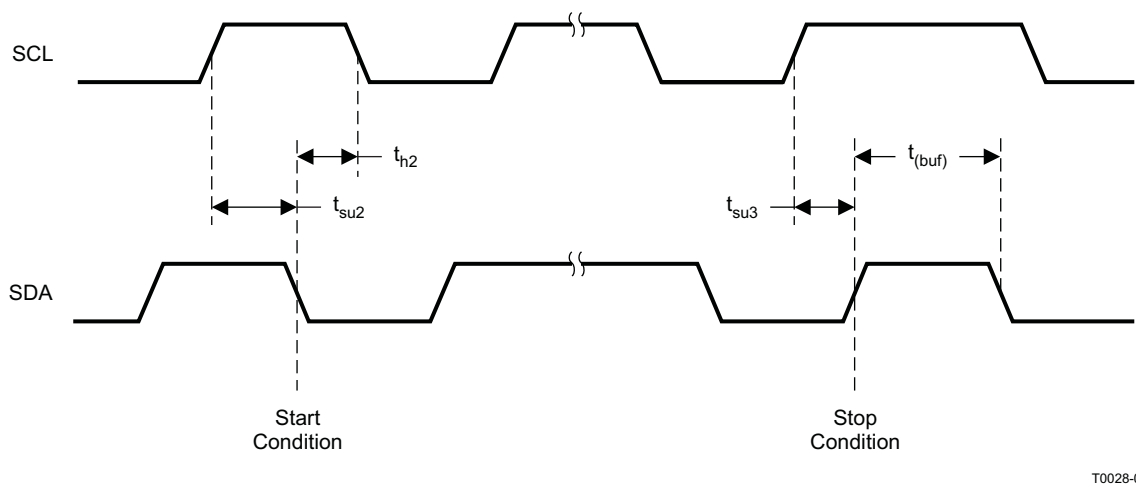 SCL
t_h2
t_(buf)
t_su2
t_su3
SDA
Start
Condition
Stop
Condition
T0028-0